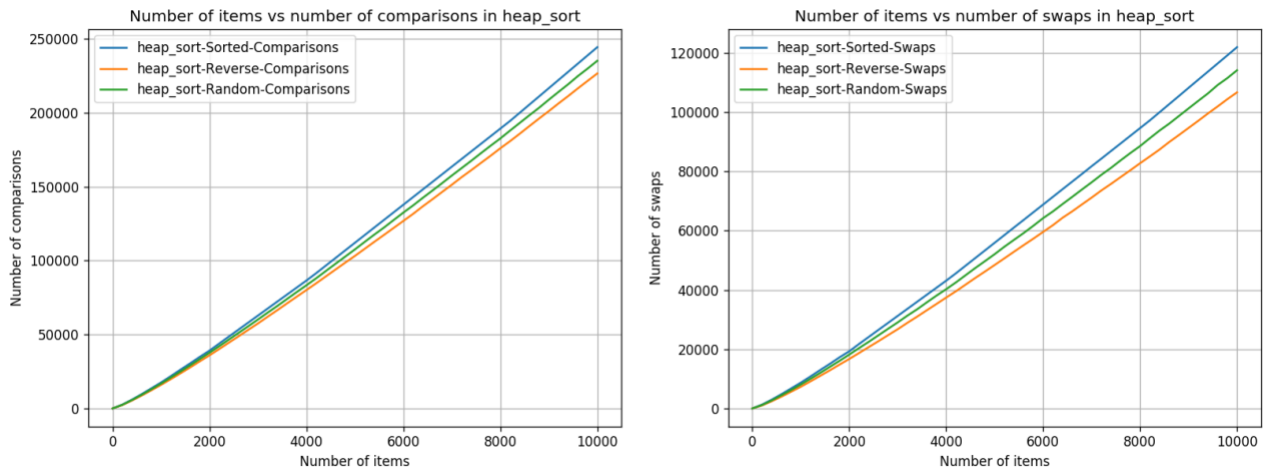 Number of items vs number of comparisons in heap_sort
heap_sort-Sorted-Comparisons
heap_sort-Reverse-Comparisons
heap_sort-Random-Comparisons
Number of comparisons
250000
200000
150000
100000
50000
0
0 2000 4000 6000 8000 10000
Number of items
Number of items vs number of swaps in heap_sort
heap_sort-Sorted-Swaps
heap_sort-Reverse-Swaps
heap_sort-Random-Swaps
Number of swaps
120000
100000
80000
60000
40000
20000
0
0 2000 4000 6000 8000 10000
Number of items